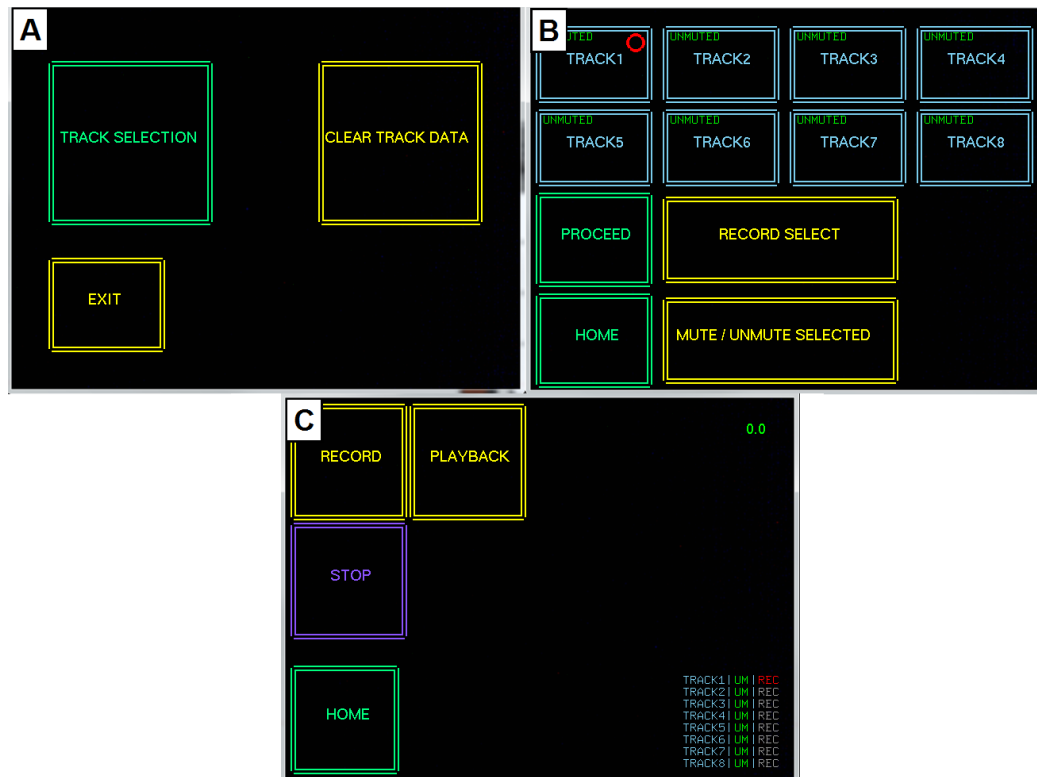 A
TRACK SELECTION
CLEAR TRACK DATA
EXIT
B
UTED UNMUTED UNMUTED UNMUTED
TRACK1 TRACK2 TRACK3 TRACK4
UNMUTED UNMUTED UNMUTED UNMUTED
TRACK5 TRACK6 TRACK7 TRACK8
PROCEED
RECORD SELECT
HOME
MUTE / UNMUTE SELECTED
C
RECORD
PLAYBACK
0.0
STOP
HOME
TRACK1|UM|REC
TRACK2|UM|REC
TRACK3|UM|REC
TRACK4|UM|REC
TRACK5|UM|REC
TRACK6|UM|REC
TRACK7|UM|REC
TRACK8|UM|REC